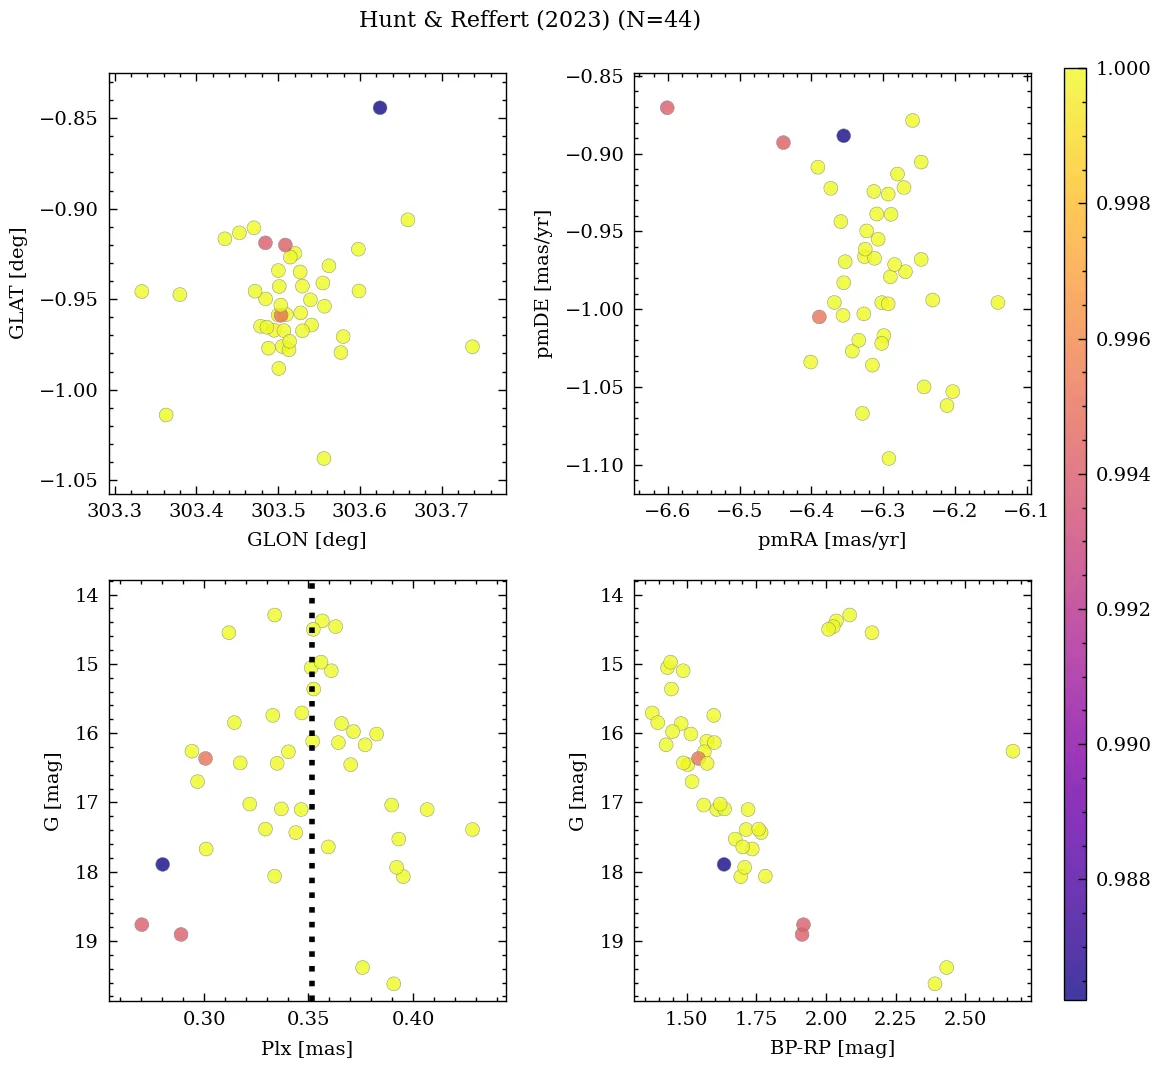 Hunt & Reffert (2023) (N=44)
−0.85
−0.90
−0.95
−1.00
−1.05
GLAT [deg]
303.3 303.4 303.5 303.6 303.7
GLON [deg]
−0.85
−0.90
−0.95
−1.00
−1.05
−1.10
pmDE [mas/yr]
−6.6 −6.5 −6.4 −6.3 −6.2 −6.1
pmRA [mas/yr]
14
15
16
17
18
19
G [mag]
0.30 0.35 0.40
Plx [mas]
14
15
16
17
18
19
G [mag]
1.50 1.75 2.00 2.25 2.50
BP-RP [mag]
1.000
0.998
0.996
0.994
0.992
0.990
0.988